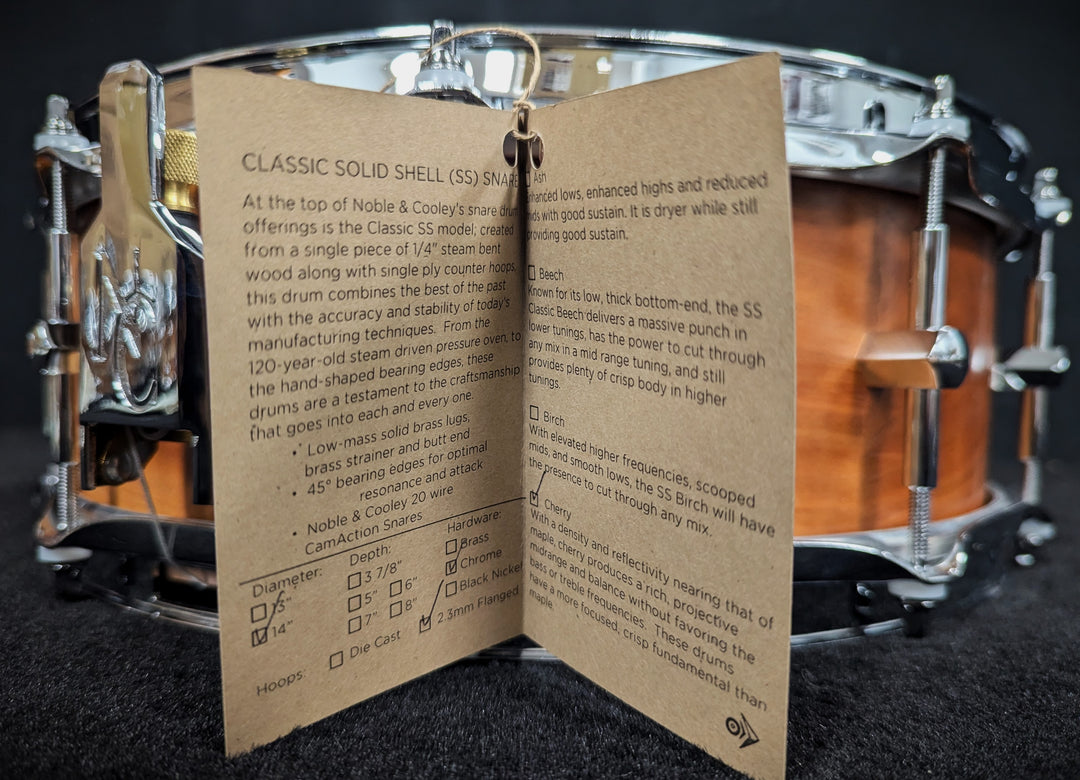 CLASSIC SOLID SHELL (SS) SNARE
At the top of Noble & Cooley's snare drum
offerings is the Classic SS model; created
from a single piece of 1/4" steam bent
wood along with single ply counter hoops,
this drum combines the best of the past
with the accuracy and stability of today's
manufacturing techniques. From the
120-year-old steam driven pressure oven, to
the hand-shaped bearing edges, these
drums are a testament to the craftsmanship
that goes into each and every one.
• Low-mass solid brass lugs,
brass strainer and butt end
• 45° bearing edges for optimal
resonance and attack
• Noble & Cooley 20 wire
CamAction Snares
Diameter:
13"
14"
Depth:
3 7/8"
5" 6"
7" 8"
Hardware:
Brass
Chrome
Black Nickel
Hoops: Die Cast 2.3mm Flanged
Ash
Enhanced lows, enhanced highs and reduced
mids with good sustain. It is dryer while still
providing good sustain.
Beech
Known for its low, thick bottom-end, the SS
Classic Beech delivers a massive punch in
lower tunings, has the power to cut through
any mix in a mid range tuning, and still
provides plenty of crisp body in higher
tunings.
Birch
With elevated higher frequencies, scooped
mids, and smooth lows, the SS Birch will have
the presence to cut through any mix.
Cherry
With a density and reflectivity nearing that of
maple, cherry produces a rich, projective
midrange and balance without favoring the
bass or treble frequencies. These drums
have a more focused, crisp fundamental than
maple.